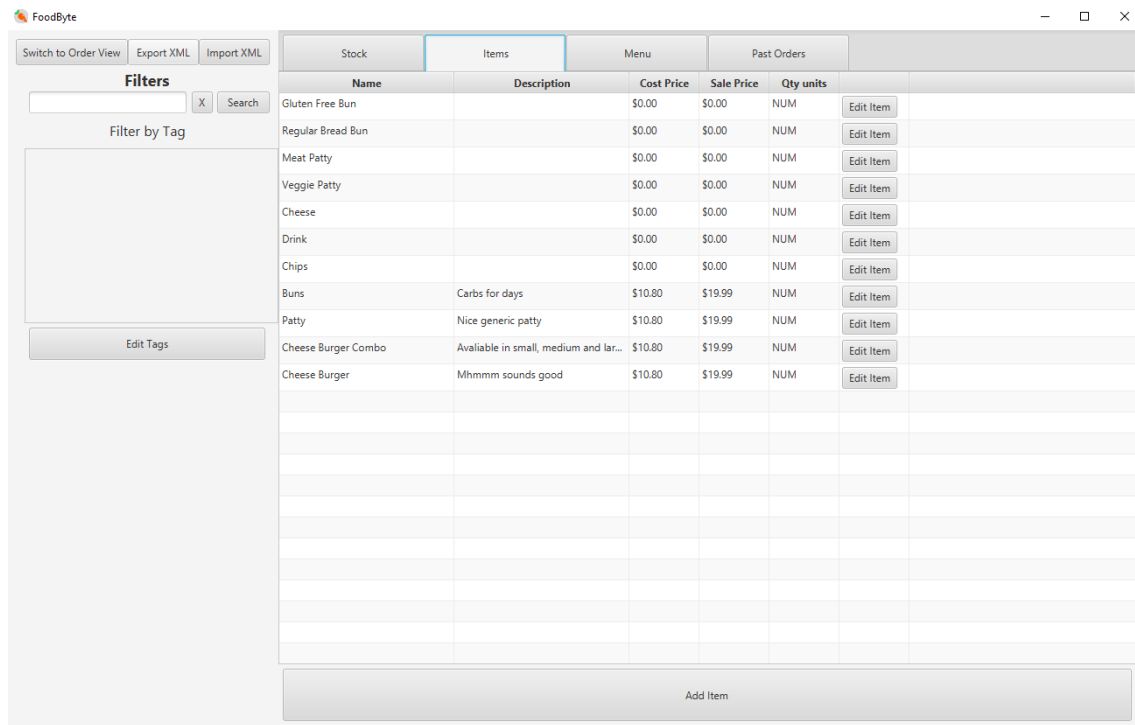 FoodByte
Switch to Order View Export XML Import XML
Filters
X Search
Filter by Tag
Edit Tags
Stock Items Menu Past Orders
Name Description Cost Price Sale Price Qty units
Gluten Free Bun $0.00 $0.00 NUM Edit Item
Regular Bread Bun $0.00 $0.00 NUM Edit Item
Meat Patty $0.00 $0.00 NUM Edit Item
Veggie Patty $0.00 $0.00 NUM Edit Item
Cheese $0.00 $0.00 NUM Edit Item
Drink $0.00 $0.00 NUM Edit Item
Chips $0.00 $0.00 NUM Edit Item
Buns Carbs for days $10.80 $19.99 NUM Edit Item
Patty Nice generic patty $10.80 $19.99 NUM Edit Item
Cheese Burger Combo Avaliable in small, medium and lar... $10.80 $19.99 NUM Edit Item
Cheese Burger Mhmmm sounds good $10.80 $19.99 NUM Edit Item
Add Item